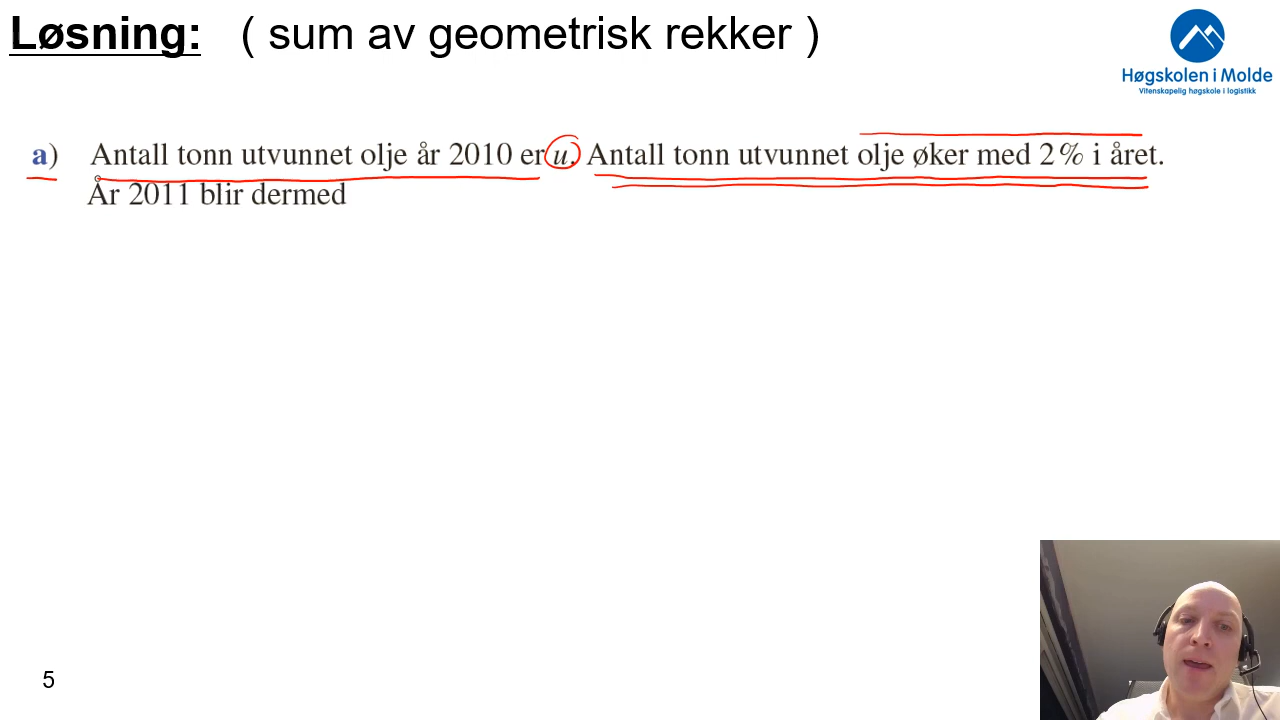 Løsning: ( sum av geometrisk rekker )
Høgskolen i Molde
Vitenskapelig høgskole i logistikk
a) Antall tonn utvunnet olje år 2010 er u. Antall tonn utvunnet olje øker med 2 % i året.
År 2011 blir dermed
5